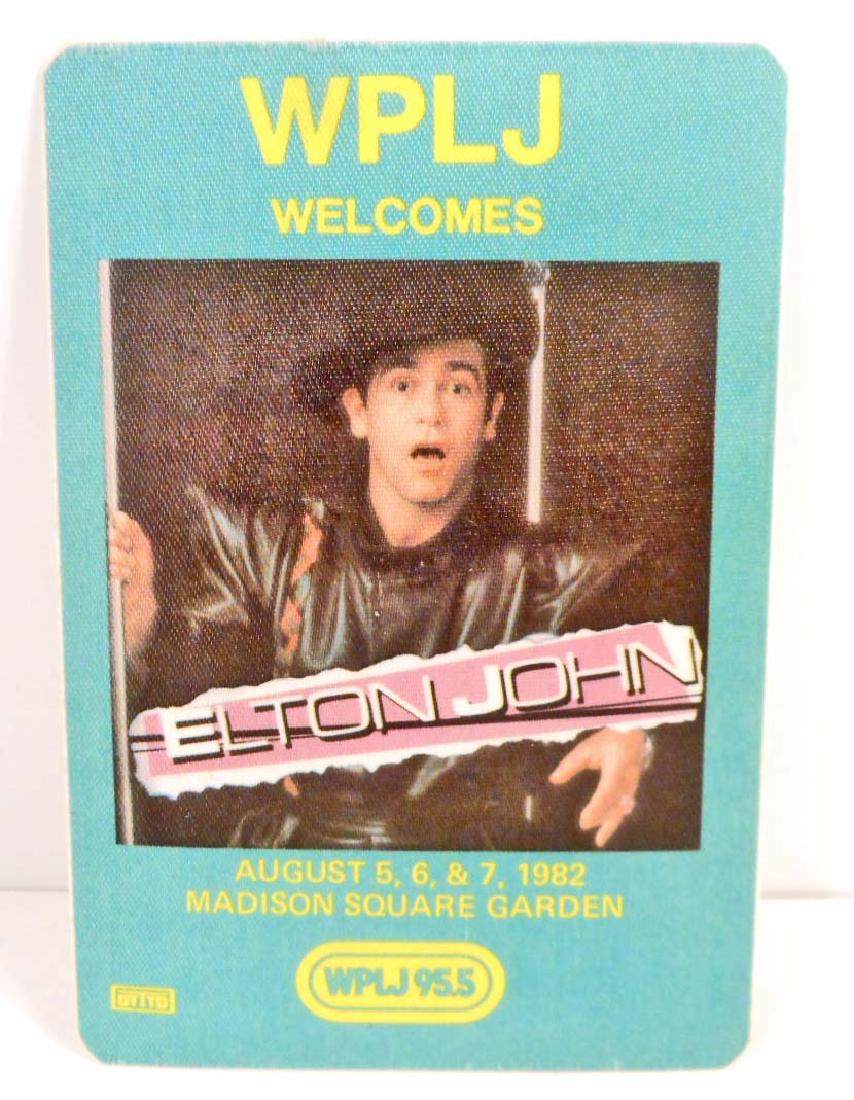 WPLJ
WELCOMES
ELTON JOHN
AUGUST 5, 6, & 7, 1982
MADISON SQUARE GARDEN
WPLJ 95.5
OTTO